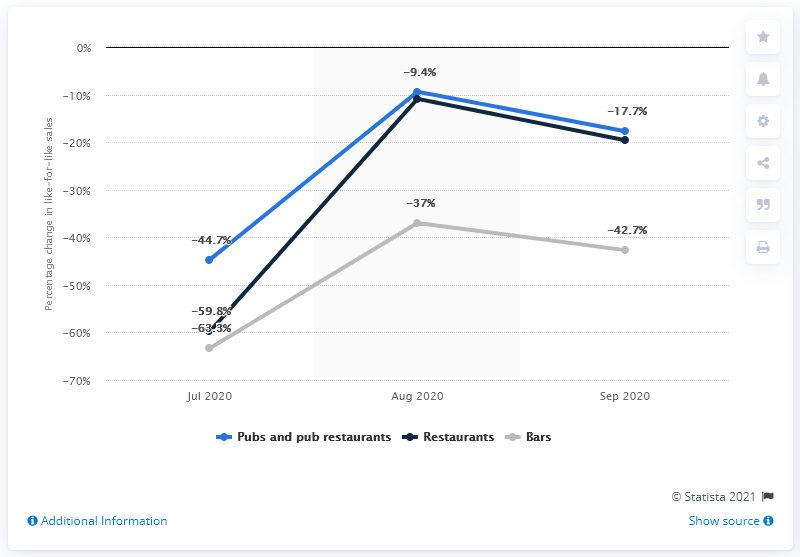 0%
−10%
−20%
−30%
−40%
−50%
−60%
−70%
Percentage change in like-for-like sales
−9.4%
−17.7%
−37%
−44.7%
−42.7%
−59.8%
−63.3%
Jul 2020
Aug 2020
Sep 2020
Pubs and pub restaurants
Restaurants
Bars
© Statista 2021
Additional Information
Show source